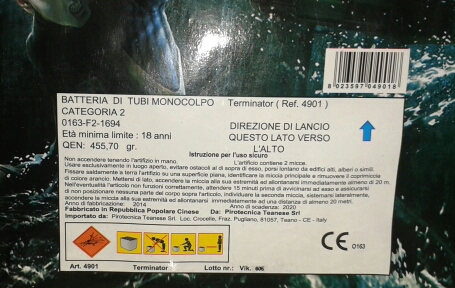 8 023597 049018
BATTERIA DI TUBI MONOCOLPO Terminator ( Ref. 4901 )
CATEGORIA 2
0163-F2-1694
Età minima limite : 18 anni
QEN: 455,70 gr.
DIREZIONE DI LANCIO
QUESTO LATO VERSO
L'ALTO
Istruzione per l'uso sicuro
Non accendere tenendo l'artifizio in mano. L'artifizio contiene 2 micce.
Usare esclusivamente in luogo aperto, evitare ostacoli al di sopra di esso, porsi lontano da edifici alti, alberi o simili.
Fissare saldamente a terra l'artifizio su una superficie piana, identificare la miccia principale e rimuovere il coprimiccia
di colore arancio. Mettersi di lato, accendere la miccia alla sua estremità ed allontanarsi immediatamente almeno di 20 m.
Nell'eventualità l'articolo non funzioni correttamente, attendere 15 minuti prima di avvicinarsi ad esso e assicurarsi
di non posizionare nessuna parte del corpo sopra l'articolo, individuare la seconda miccia, sistemarsi lateralmente,
accendere la miccia alla sua estremità ed allontanarsi immediatamente ad una distanza di almeno 20 metri.
Anno di fabbricazione: 2014 Anno di scadenza: 2020
Fabbricato in Repubblica Popolare Cinese Da: Pirotecnica Teanese Srl
Importato da: Pirotecnica Teanese Srl. Loc. Crocelle, Fraz. Pugliano, 81057, Teano - CE - Italy
CE 0163
Art. 4901 Terminator Lotto nr.: Vik. 606